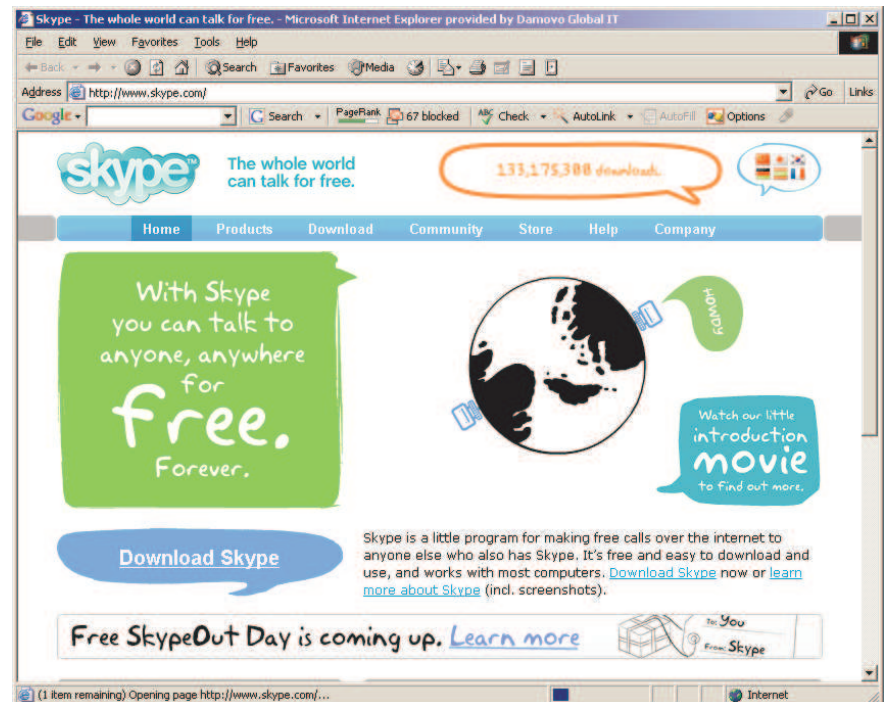 Skype - The whole world can talk for free. - Microsoft Internet Explorer provided by Damovo Global IT
File Edit View Favorites Tools Help
Back Search Favorites Media
Address http://www.skype.com/ Go Links
Google Search PageRank 67 blocked ABC Check AutoLink AutoFill Options
skype™ The whole world
can talk for free.
133,175,300 downloads
Home Products Download Community Store Help Company
With Skype
you can talk to
anyone, anywhere
for
free.
Forever.
HOWDY
Watch our little
introduction
movie
to find out more.
Download Skype
Skype is a little program for making free calls over the internet to
anyone else who also has Skype. It's free and easy to download and
use, and works with most computers. Download Skype now or learn
more about Skype (incl. screenshots).
Free SkypeOut Day is coming up. Learn more
To: You
From: Skype
(1 item remaining) Opening page http://www.skype.com/... Internet